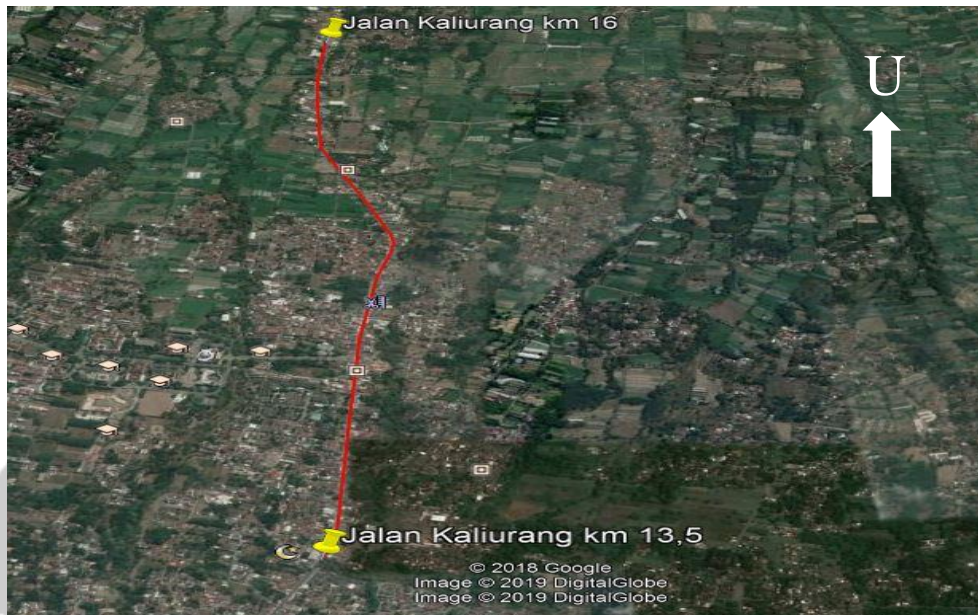 Jalan Kaliurang km 16
U
Jalan Kaliurang km 13,5
© 2018 Google
Image © 2019 DigitalGlobe
Image © 2019 DigitalGlobe